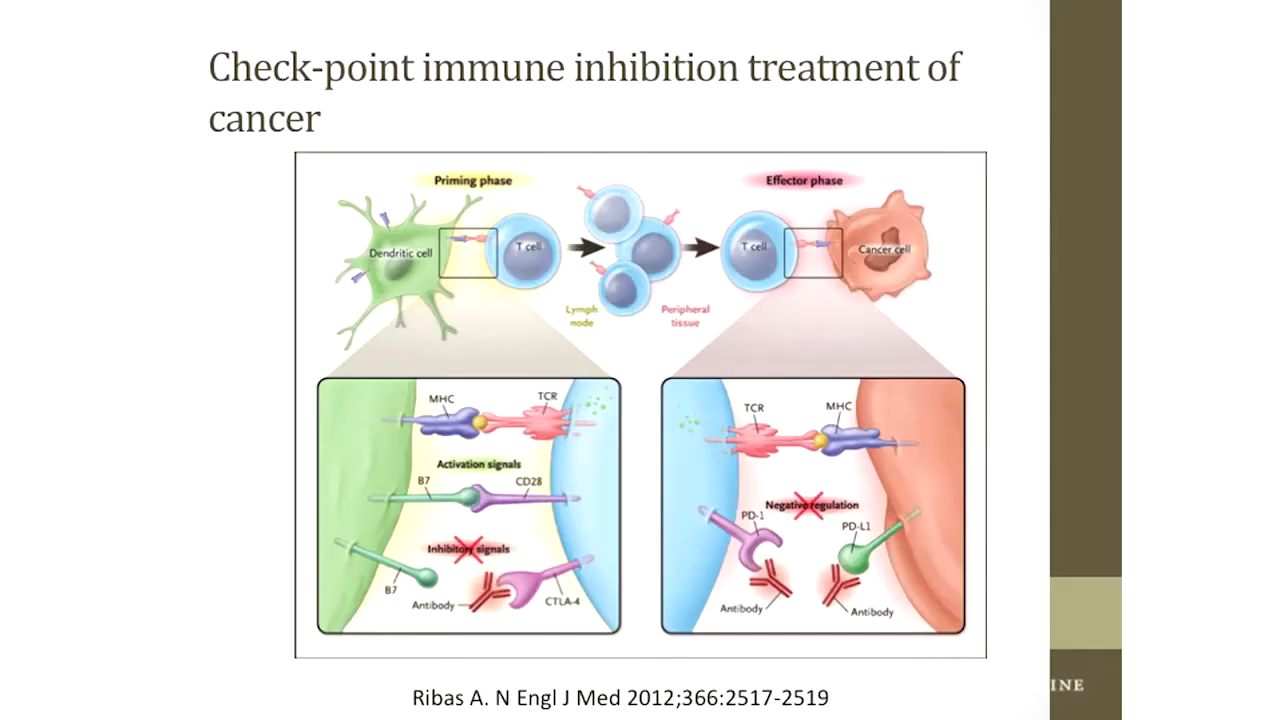 Check-point immune inhibition treatment of
cancer
Priming phase
Effector phase
Dendritic cell
T cell
T cell
Cancer cell
Lymph
node
Peripheral
tissue
MHC
TCR
Activation signals
B7
CD28
Inhibitory signals
B7
Antibody
CTLA-4
TCR
MHC
Negative regulation
PD-1
PD-L1
Antibody
Antibody
Ribas A. N Engl J Med 2012;366:2517-2519
INE